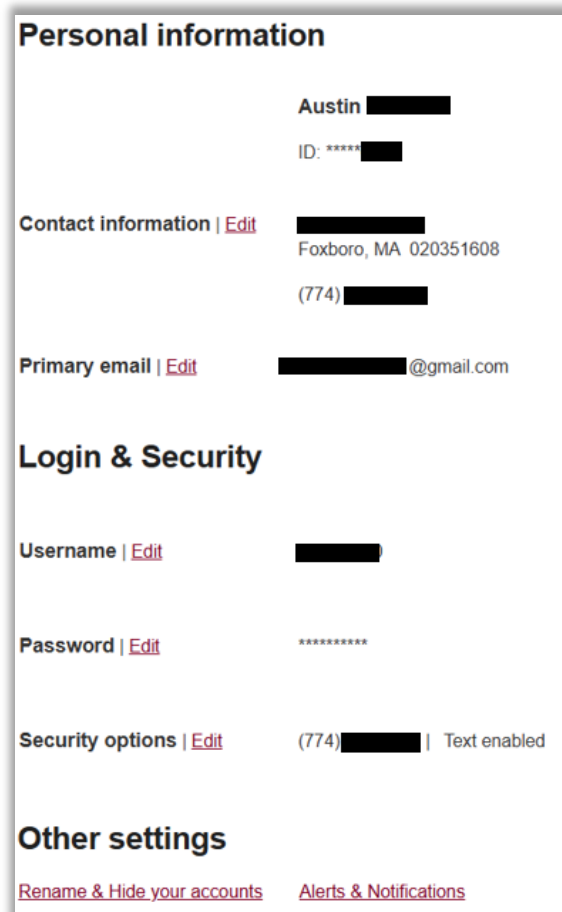 Personal information
Austin
ID: *****
Contact information | Edit
Foxboro, MA 020351608
(774)
Primary email | Edit @gmail.com
Login & Security
Username | Edit
Password | Edit **********
Security options | Edit (774) | Text enabled
Other settings
Rename & Hide your accounts Alerts & Notifications